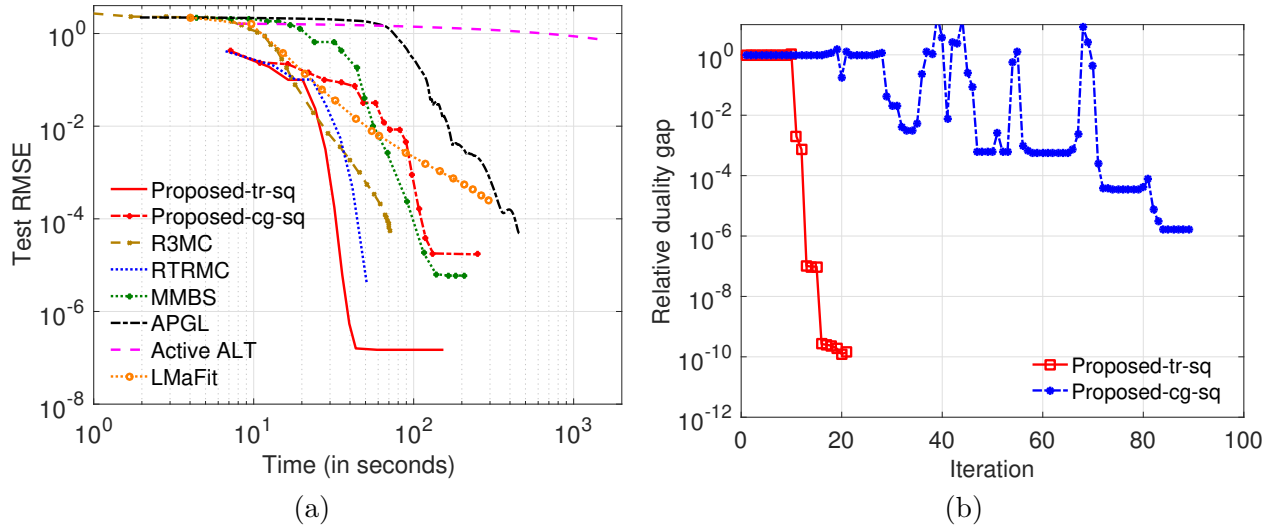 10^0
10^-2
10^-4
10^-6
10^-8
Test RMSE
Proposed-tr-sq
Proposed-cg-sq
R3MC
RTRMC
MMBS
APGL
Active ALT
LMaFit
10^0 10^1 10^2 10^3
Time (in seconds)
(a)
10^0
10^-2
10^-4
10^-6
10^-8
10^-10
10^-12
Relative duality gap
Proposed-tr-sq
Proposed-cg-sq
0 20 40 60 80 100
Iteration
(b)